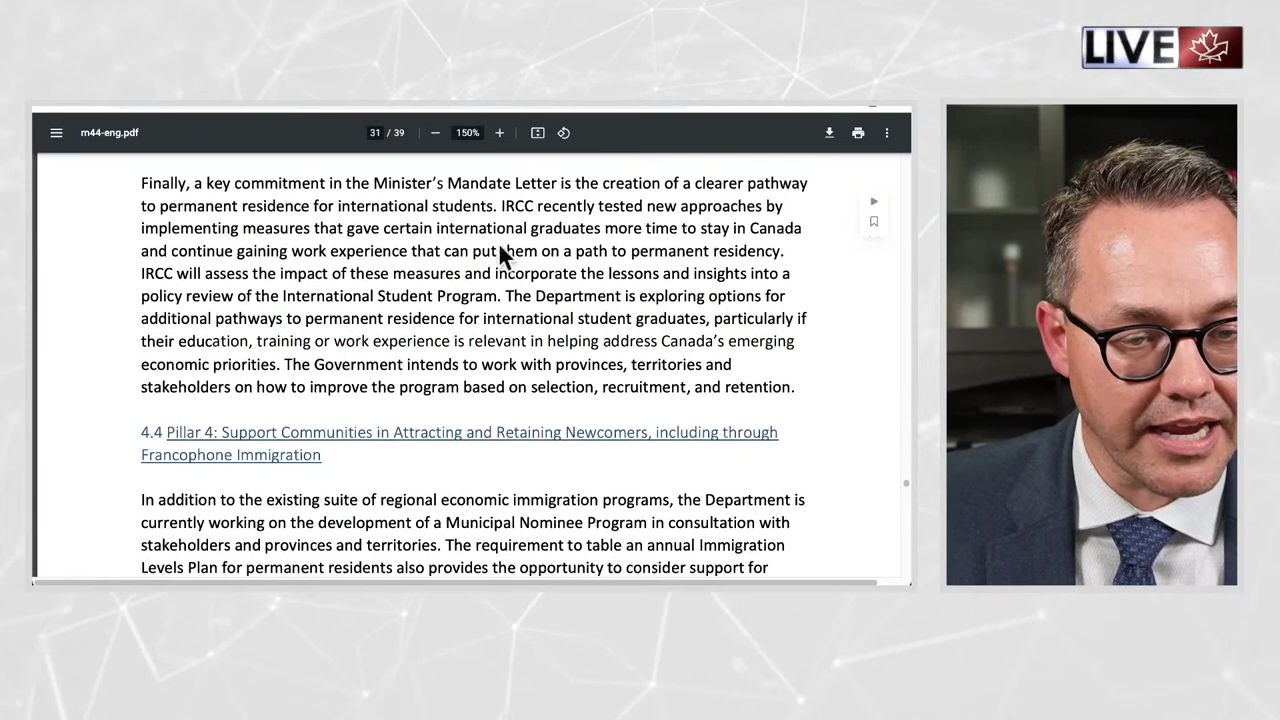 LIVE
m44-eng.pdf
31 / 39
150%
Finally, a key commitment in the Minister’s Mandate Letter is the creation of a clearer pathway
to permanent residence for international students. IRCC recently tested new approaches by
implementing measures that gave certain international graduates more time to stay in Canada
and continue gaining work experience that can put them on a path to permanent residency.
IRCC will assess the impact of these measures and incorporate the lessons and insights into a
policy review of the International Student Program. The Department is exploring options for
additional pathways to permanent residence for international student graduates, particularly if
their education, training or work experience is relevant in helping address Canada’s emerging
economic priorities. The Government intends to work with provinces, territories and
stakeholders on how to improve the program based on selection, recruitment, and retention.
4.4 Pillar 4: Support Communities in Attracting and Retaining Newcomers, including through
Francophone Immigration
In addition to the existing suite of regional economic immigration programs, the Department is
currently working on the development of a Municipal Nominee Program in consultation with
stakeholders and provinces and territories. The requirement to table an annual Immigration
Levels Plan for permanent residents also provides the opportunity to consider support for